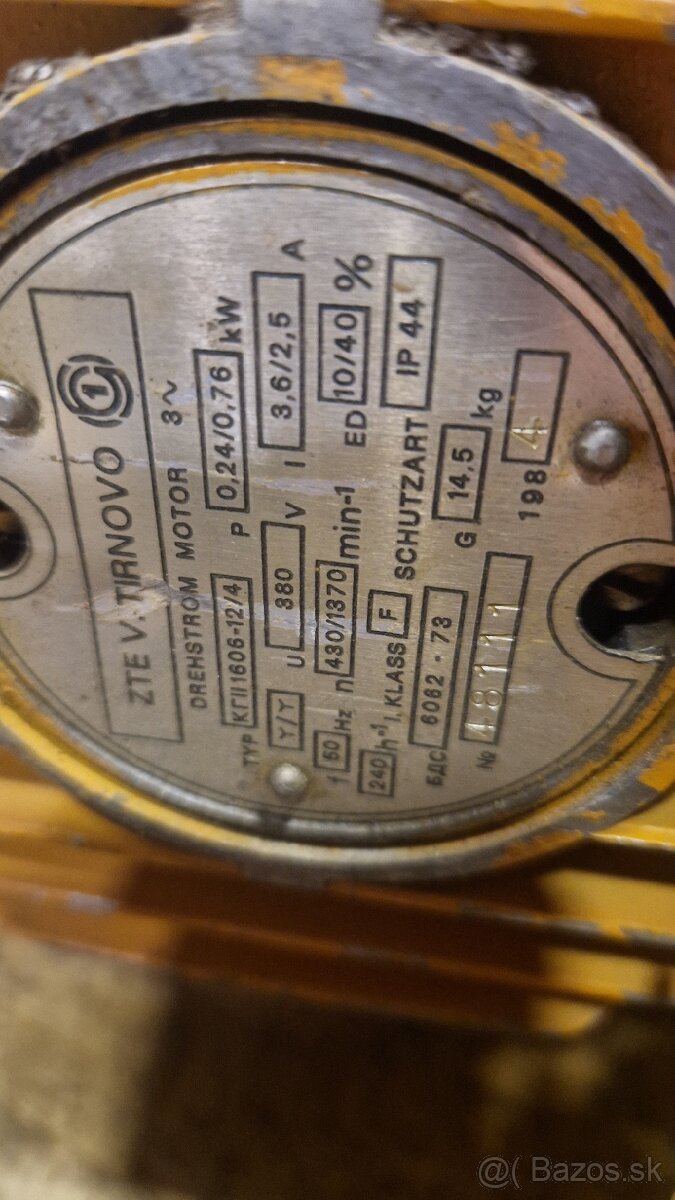 ZTE V. TIRNOVO
DREHSTROM MOTOR 3~
TYP КГII1606-12/4 P 0,24/0,76 kW
Y/Y U 380 V I 3,6/2,5 A
f 50 Hz n 430/1370 min-1 ED 10/40 %
240 h-1 I, KLASS F SCHUTZART IP 44
БДС 6062 - 73 G 14,5 kg
№ 48111 1984
@( Bazos.sk